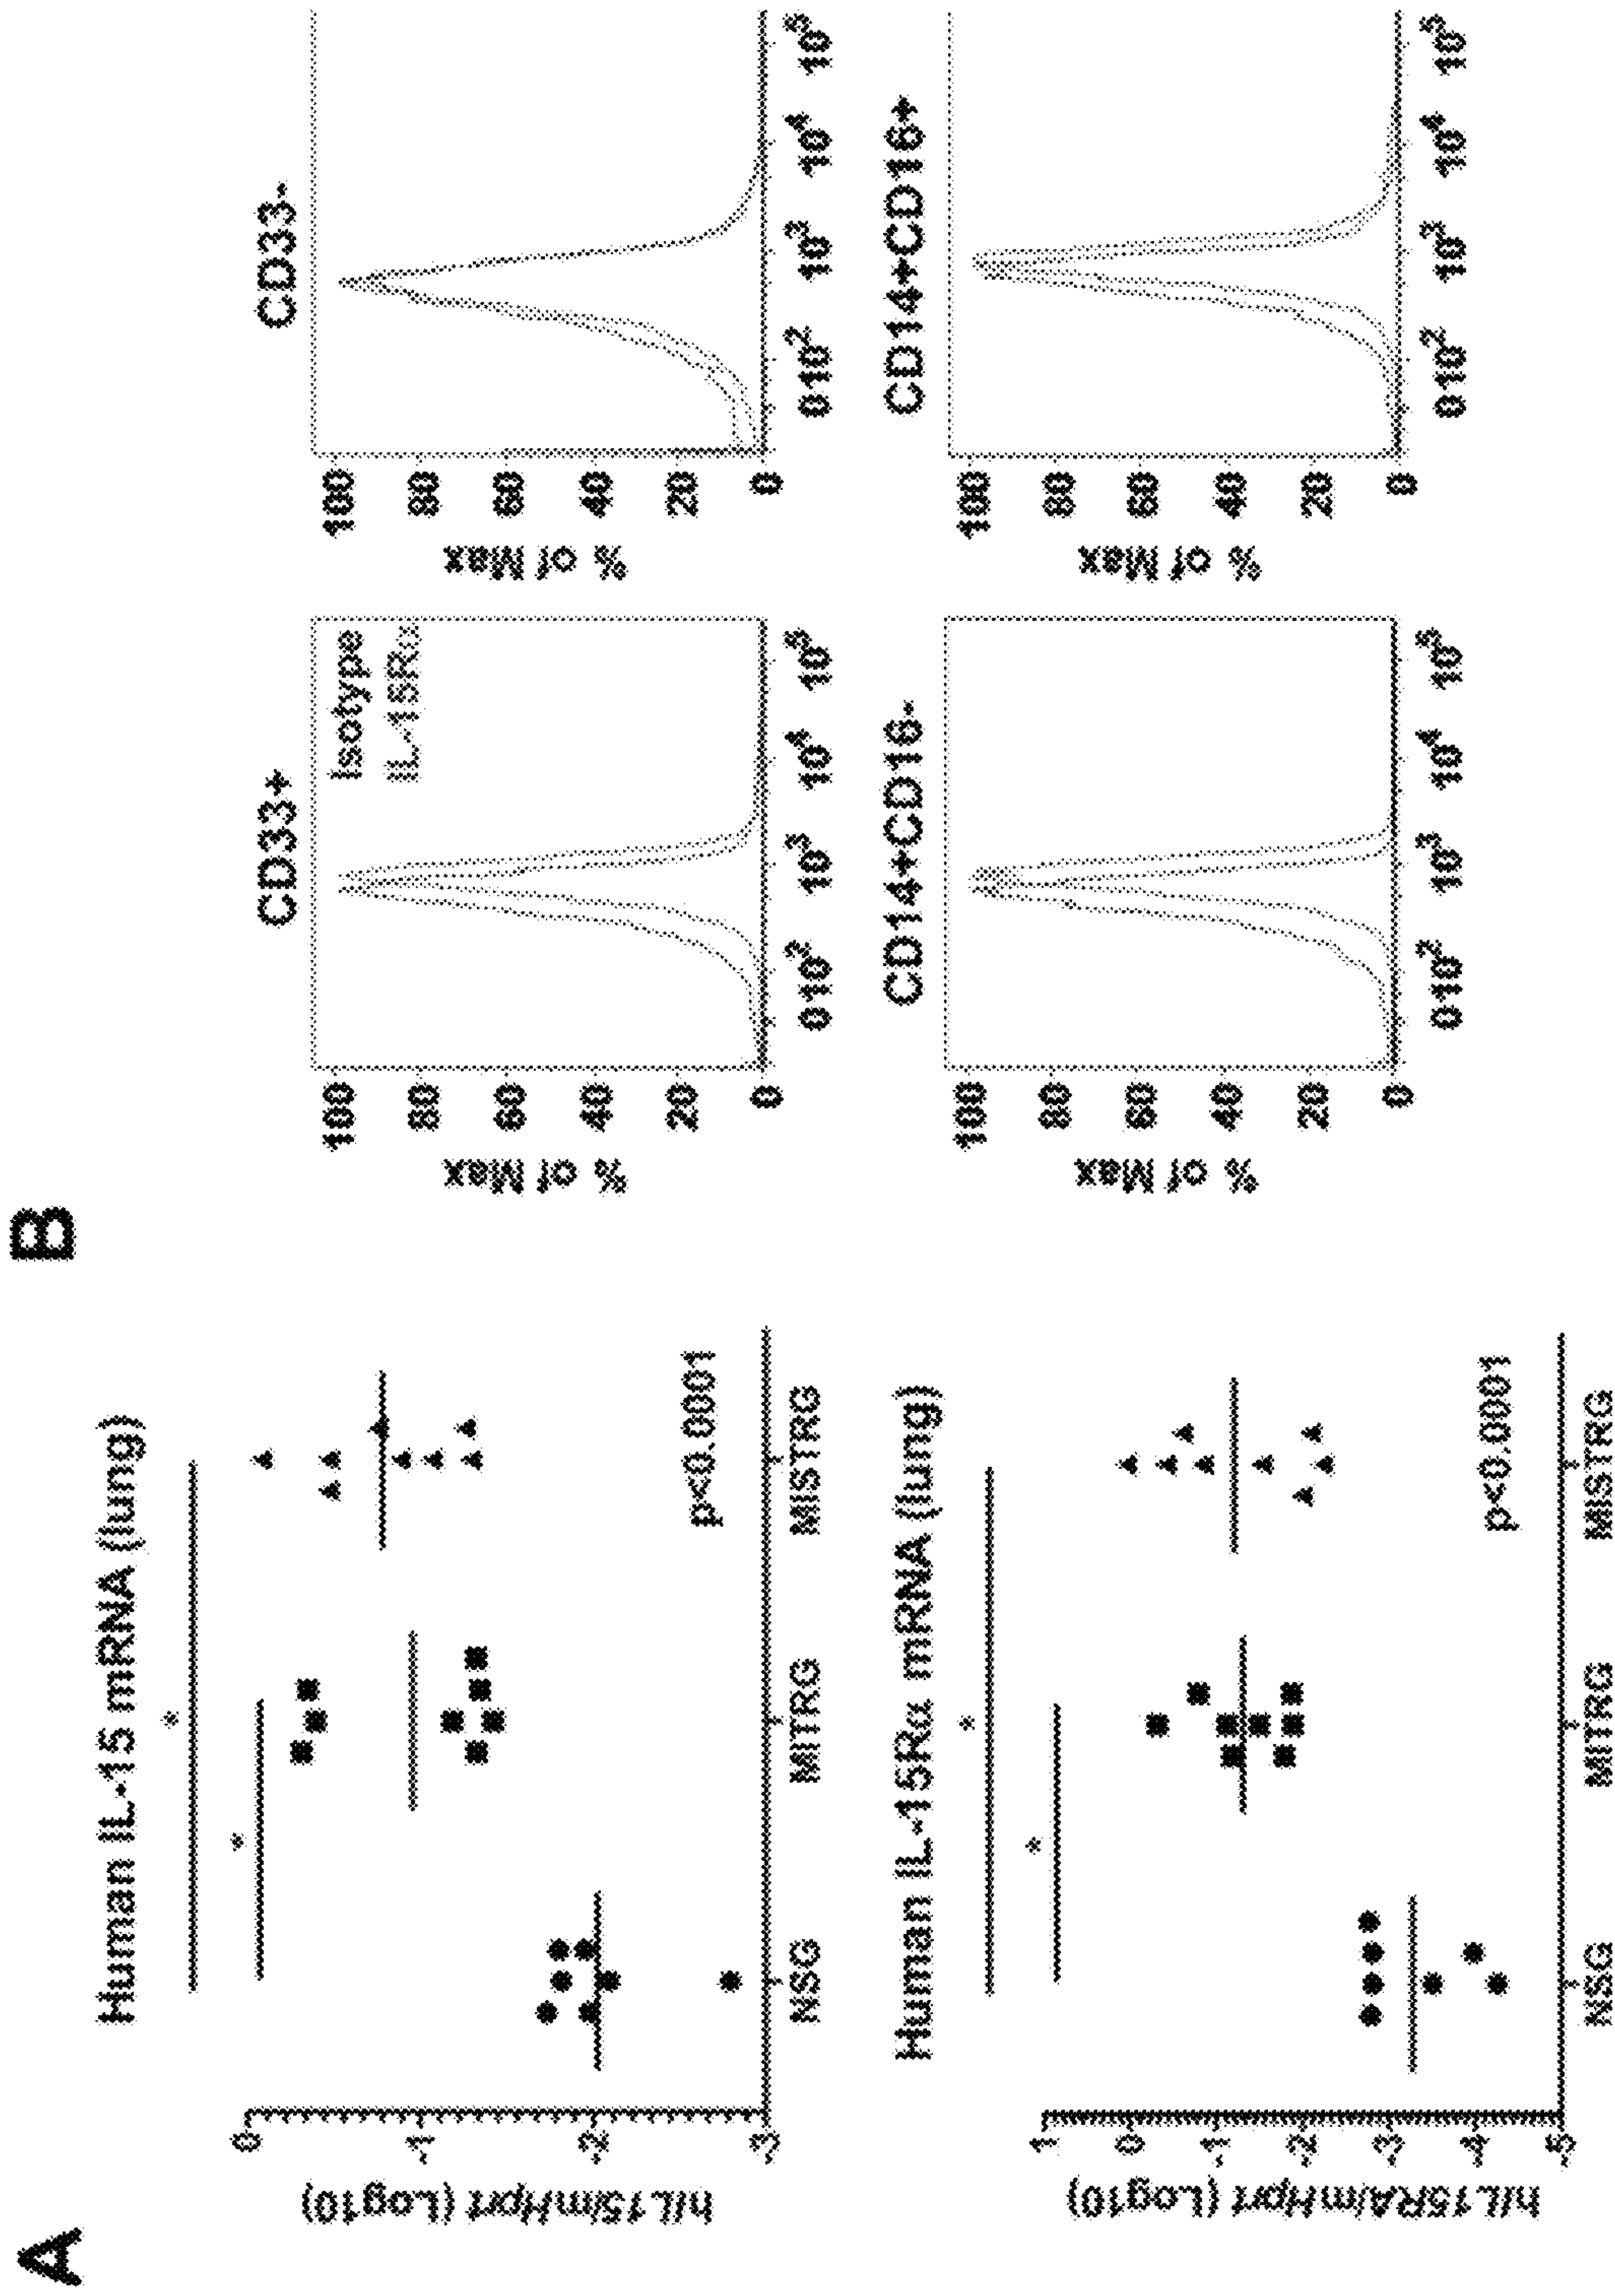 A
Human IL-15 mRNA (lung)
*
*
hIL15/mHprt (Log10)
0
-1
-2
-3
p<0.0001
NSG
MITRG
MISTRG
Human IL-15Rα mRNA (lung)
*
*
hIL15RA/mHprt (Log10)
1
0
-1
-2
-3
-4
-5
p<0.0001
NSG
MITRG
MISTRG
B
CD33+
Isotype
IL-15Rα
% of Max
100
80
60
40
20
0
0 10² 10³ 10⁴ 10⁵
CD33-
% of Max
100
80
60
40
20
0
0 10² 10³ 10⁴ 10⁵
CD14+CD16-
% of Max
100
80
60
40
20
0
0 10² 10³ 10⁴ 10⁵
CD14+CD16+
% of Max
100
80
60
40
20
0
0 10² 10³ 10⁴ 10⁵